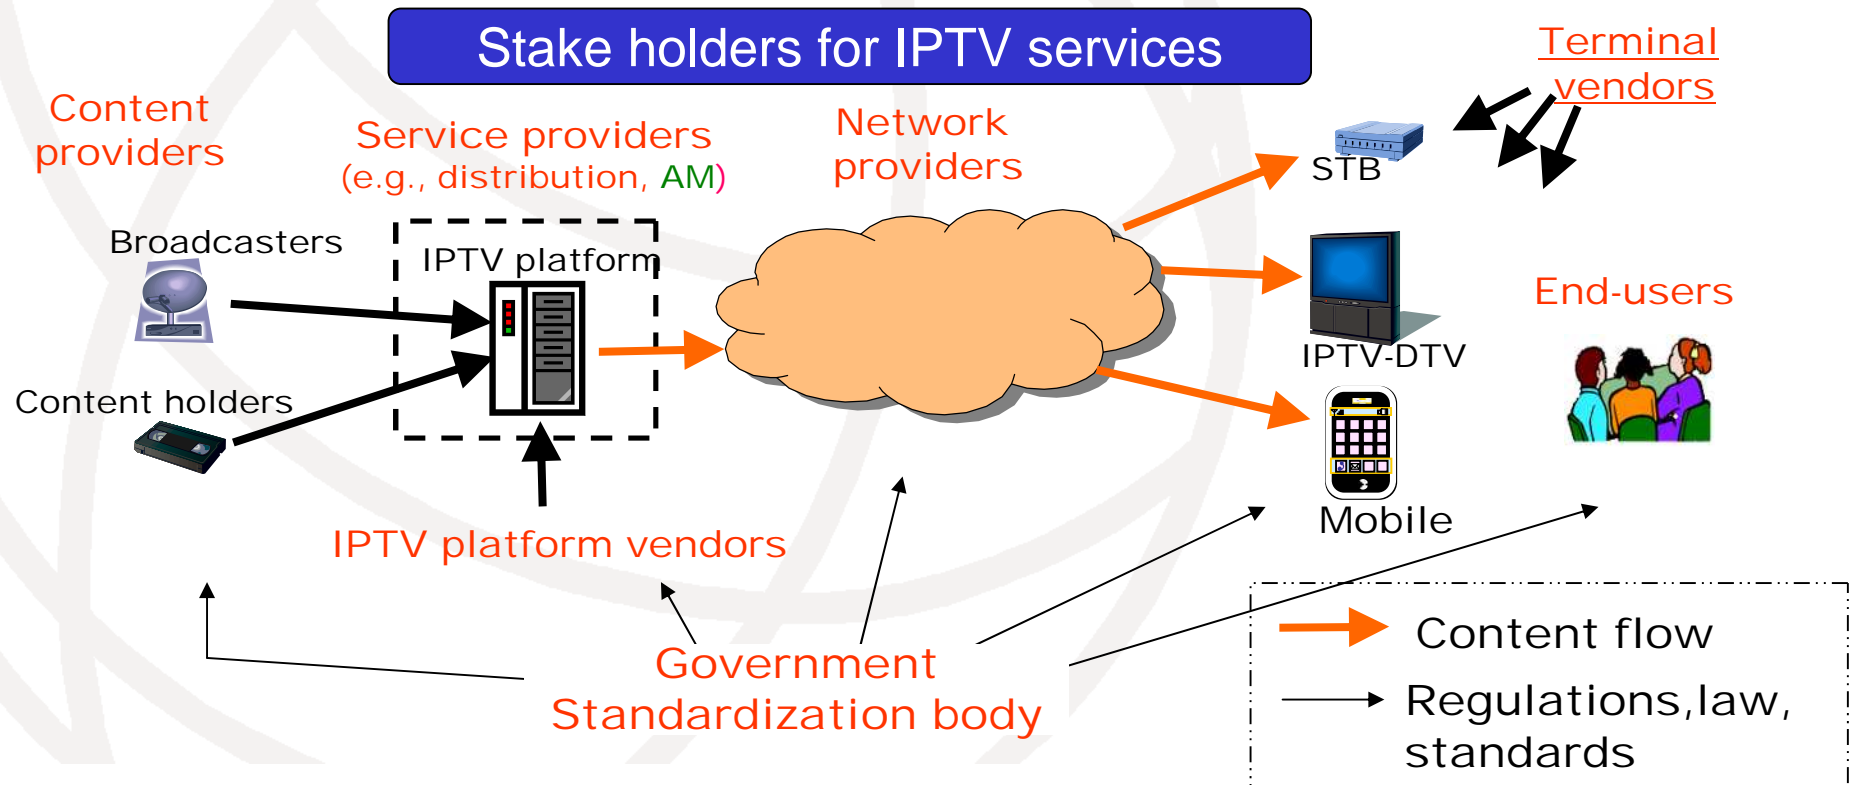 Stake holders for IPTV services
Terminal
vendors
Content
providers
Service providers
(e.g., distribution, AM)
Network
providers
STB
Broadcasters
IPTV platform
End-users
IPTV-DTV
Content holders
Mobile
IPTV platform vendors
Government
Standardization body
Content flow
Regulations,law,
standards